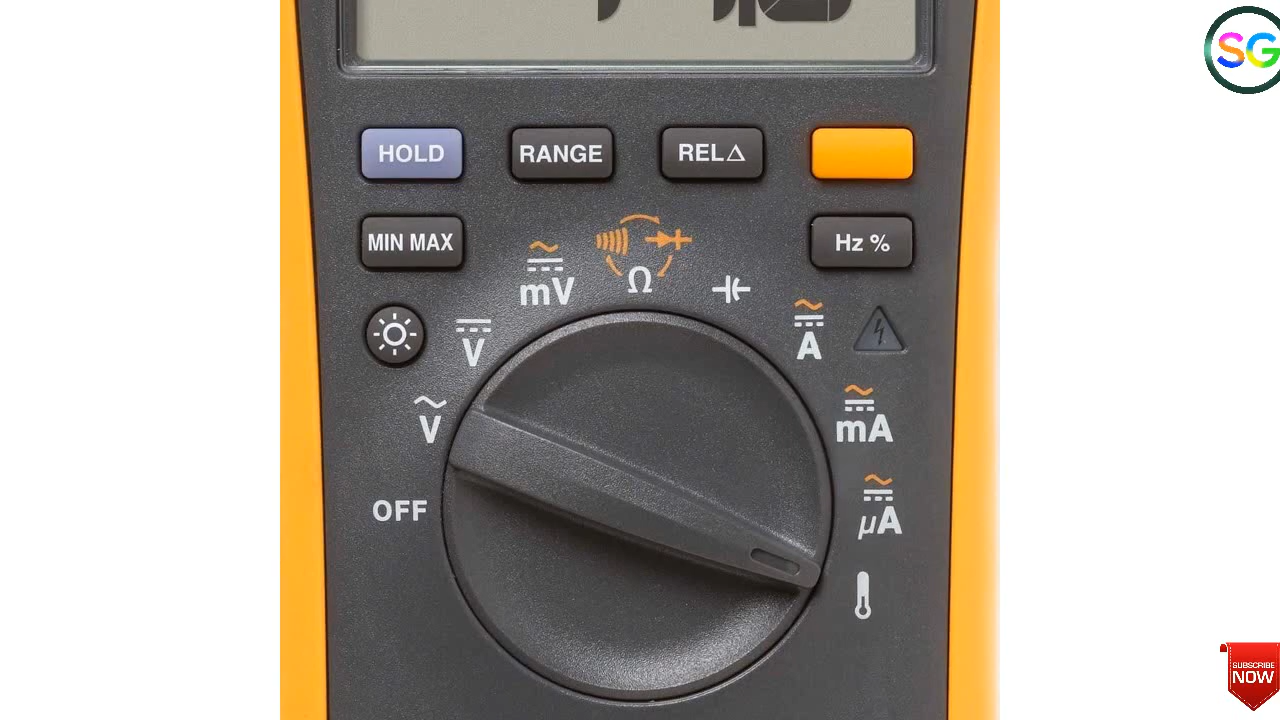 SG
HOLD
RANGE
REL△
MIN MAX
Hz %
mV
Ω
V
A
V
mA
OFF
µA
SUBSCRIBE
NOW